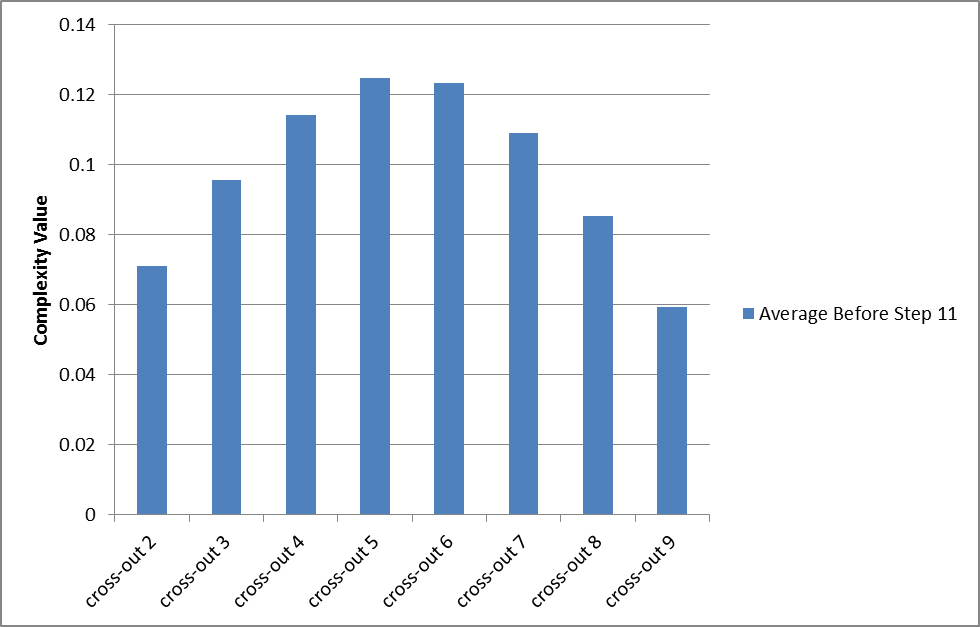 0.14
0.12
0.1
0.08
0.06
0.04
0.02
0
Complexity Value
cross-out 2
cross-out 3
cross-out 4
cross-out 5
cross-out 6
cross-out 7
cross-out 8
cross-out 9
Average Before Step 11